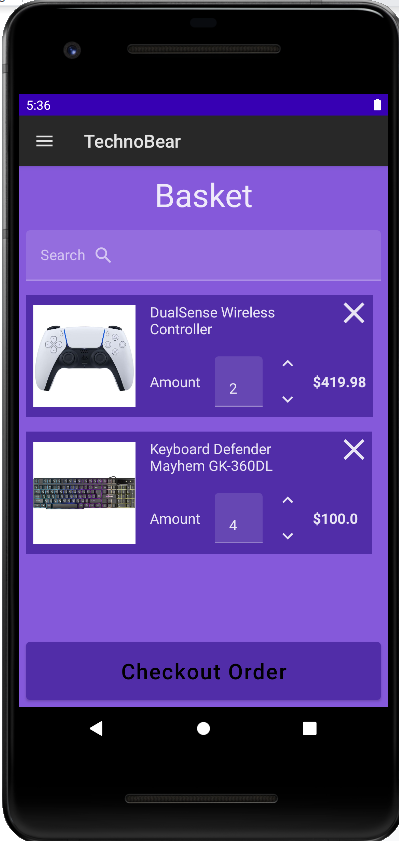 5:36
TechnoBear
Basket
Search
DualSense Wireless
Controller
Amount 2 $419.98
Keyboard Defender
Mayhem GK-360DL
Amount 4 $100.0
Checkout Order